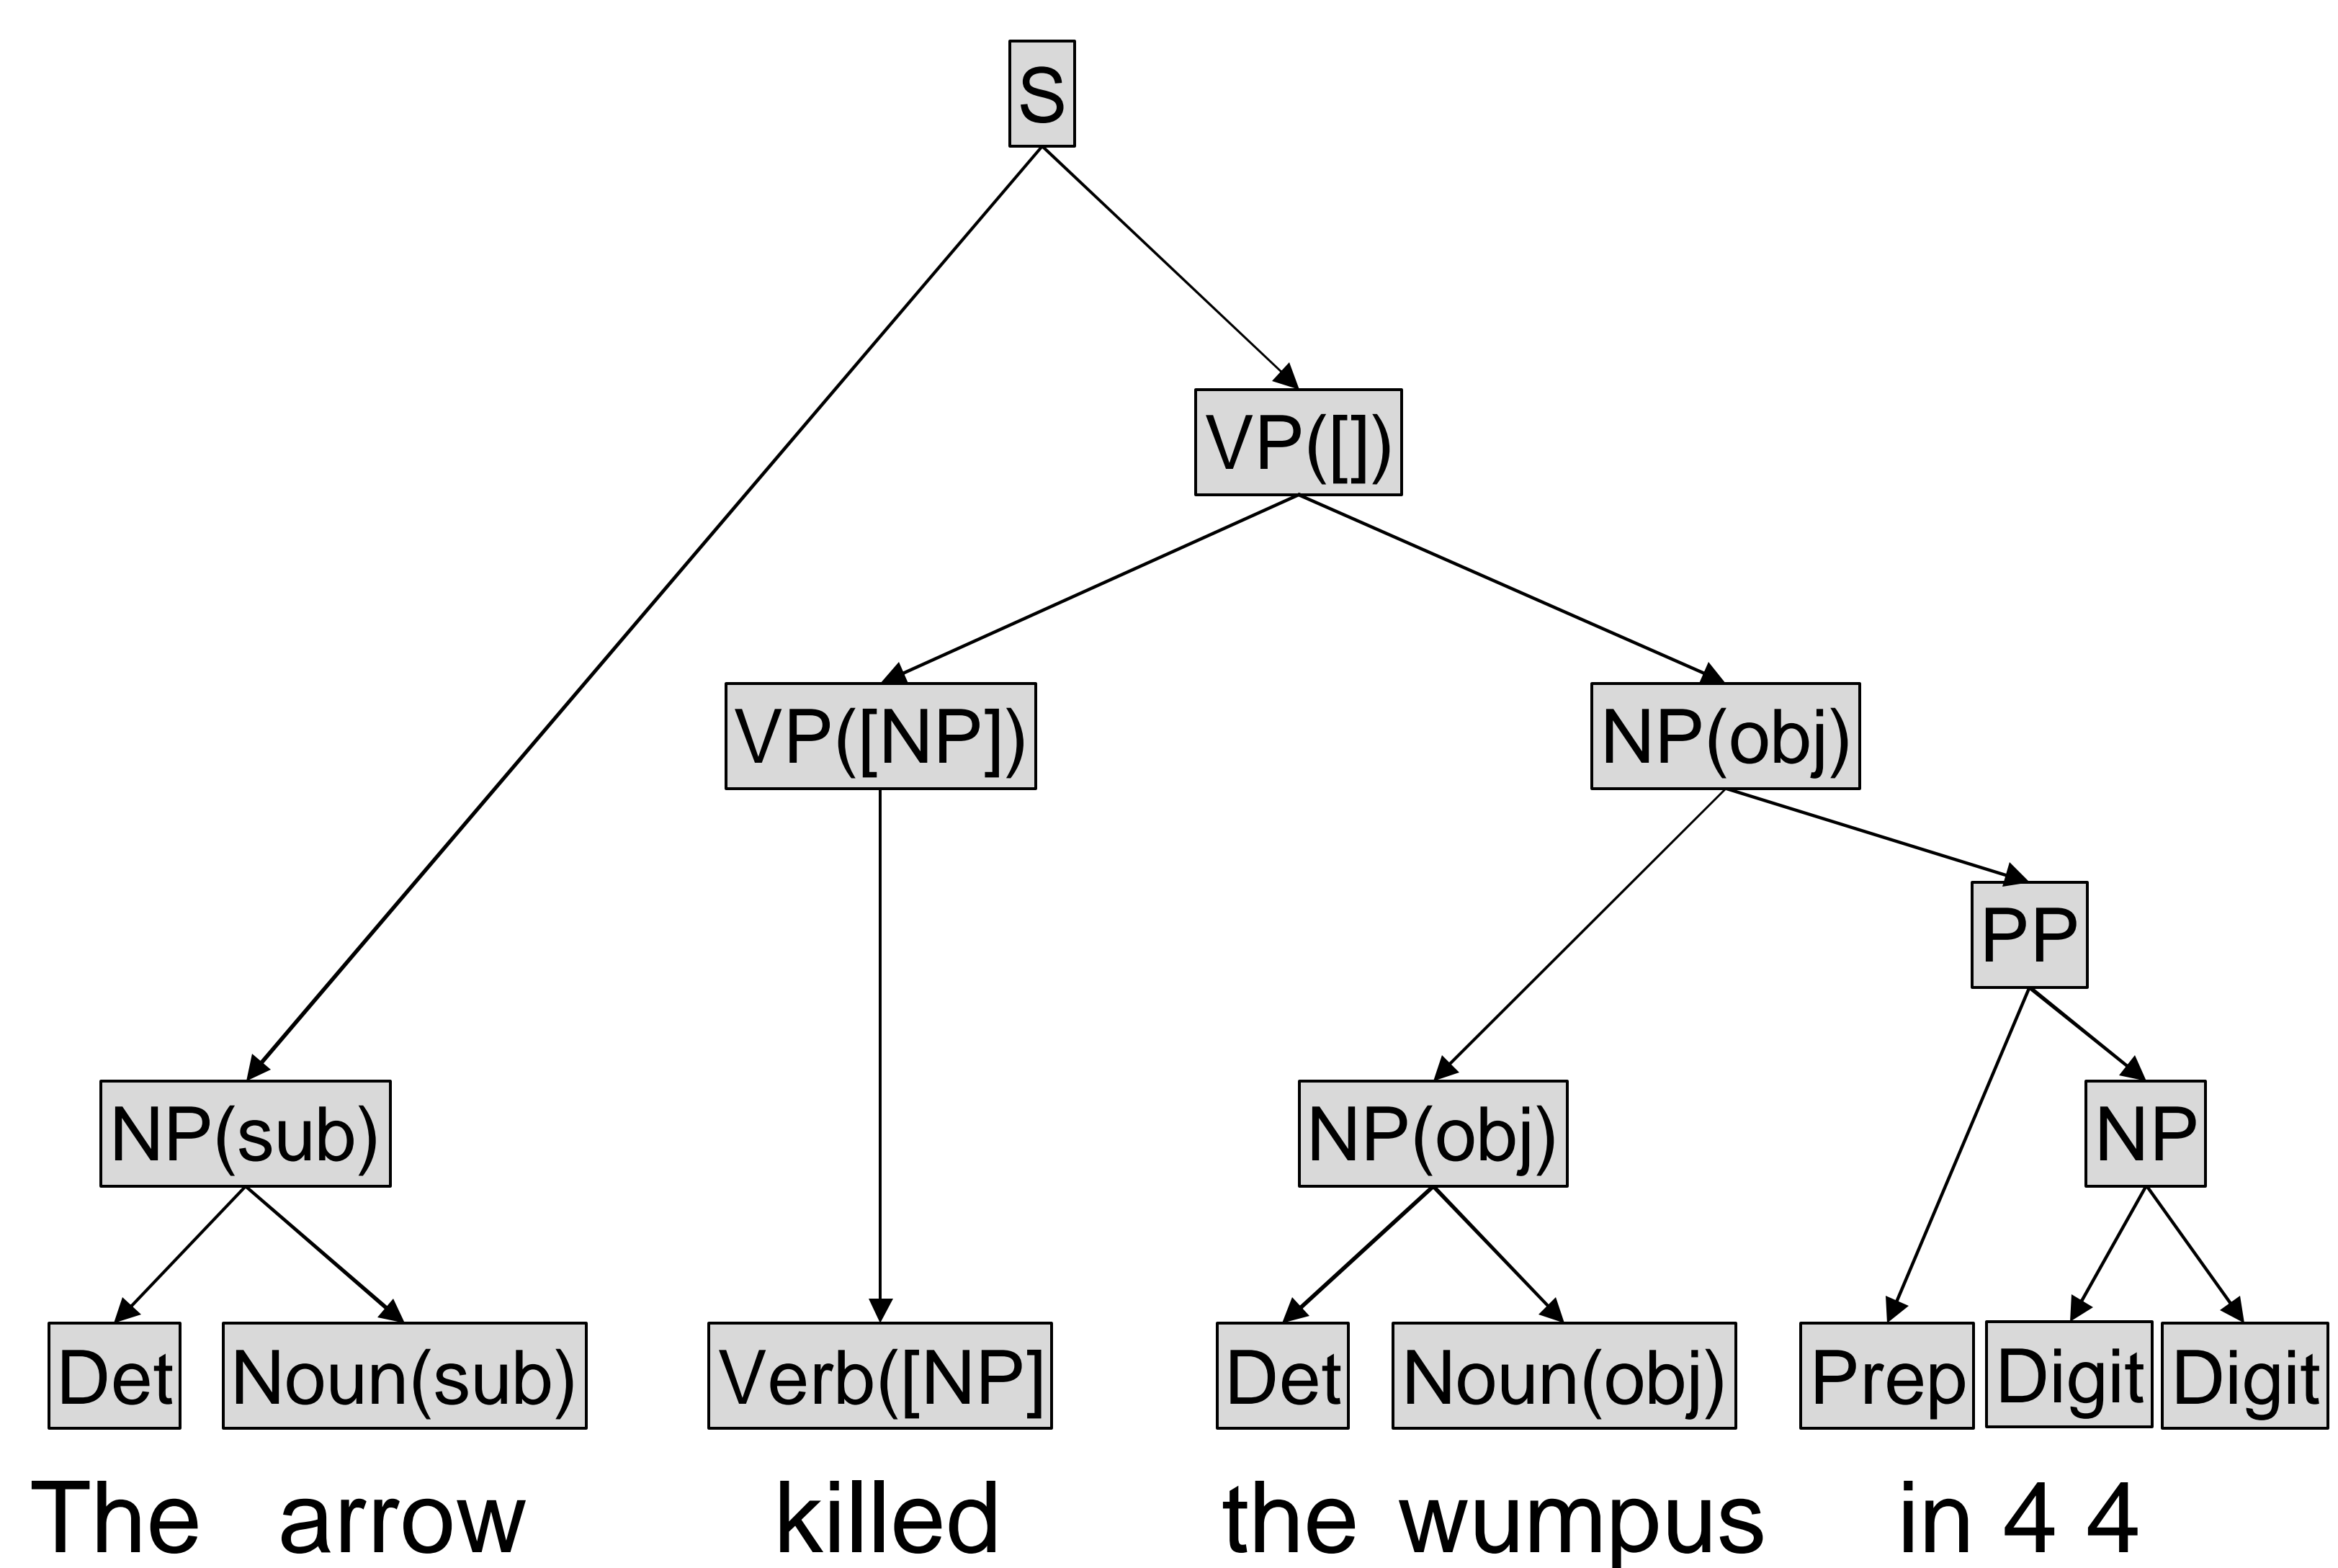 S
VP([])
VP([NP]) NP(obj)
PP
NP(sub) NP(obj) NP
Det Noun(sub) Verb([NP] Det Noun(obj) Prep Digit Digit
The arrow killed the wumpus in 4 4